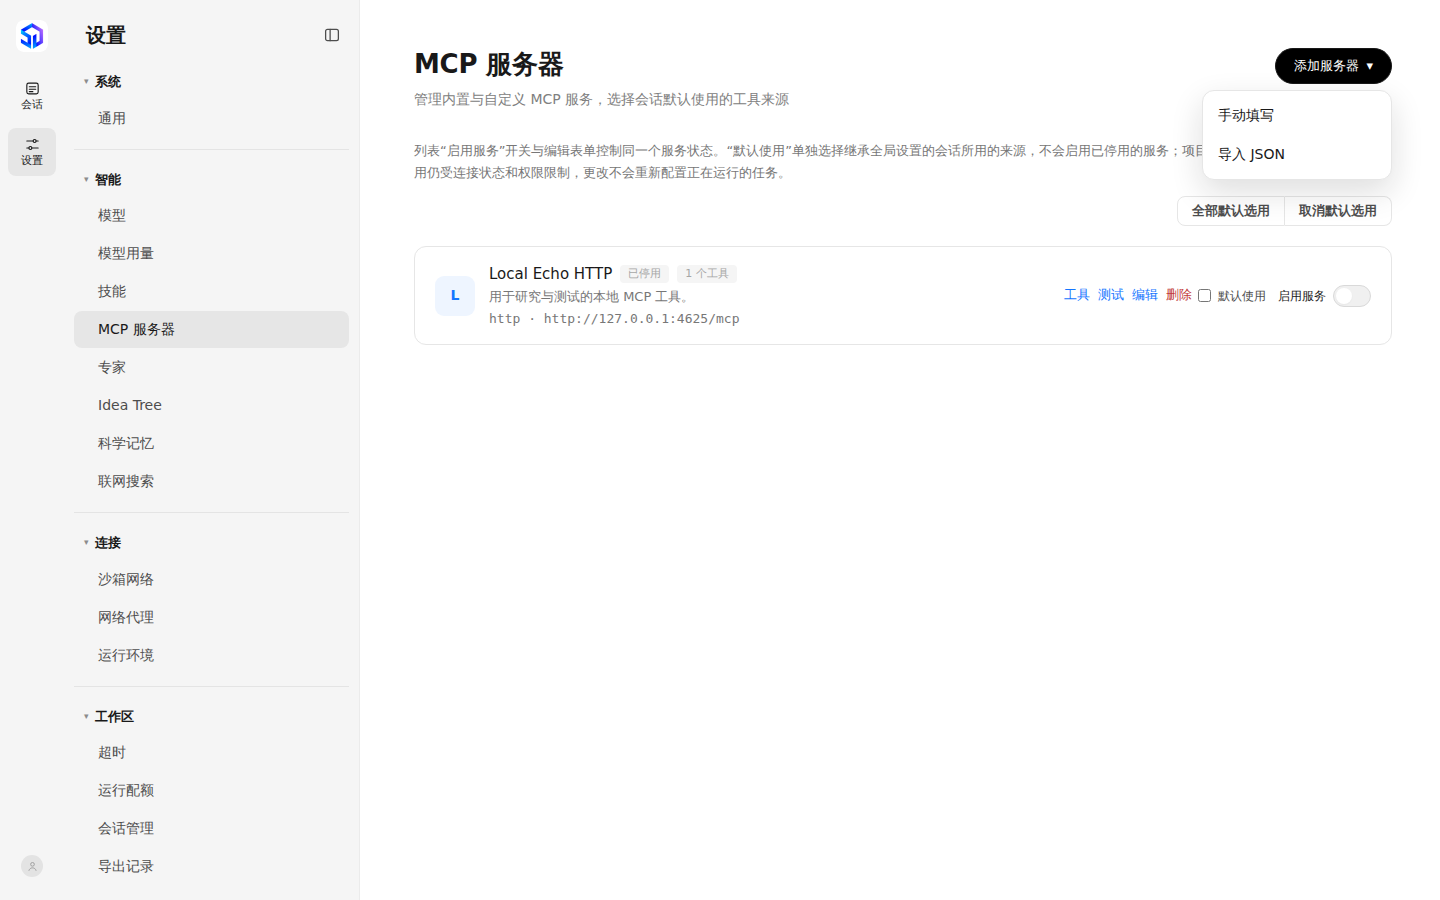 设置
会话
设置
系统
通用
智能
模型
模型用量
技能
MCP 服务器
专家
Idea Tree
科学记忆
联网搜索
连接
沙箱网络
网络代理
运行环境
工作区
超时
运行配额
会话管理
导出记录
MCP 服务器
添加服务器
管理内置与自定义 MCP 服务，选择会话默认使用的工具来源
手动填写
导入 JSON
列表“启用服务”开关与编辑表单控制同一个服务状态。“默认使用”单独选择继承全局设置的会话所用的来源，不会启用已停用的服务；项目
用仍受连接状态和权限限制，更改不会重新配置正在运行的任务。
全部默认选用 取消默认选用
L
Local Echo HTTP 已停用 1 个工具
用于研究与测试的本地 MCP 工具。
http · http://127.0.0.1:4625/mcp
工具 测试 编辑 删除 默认使用 启用服务